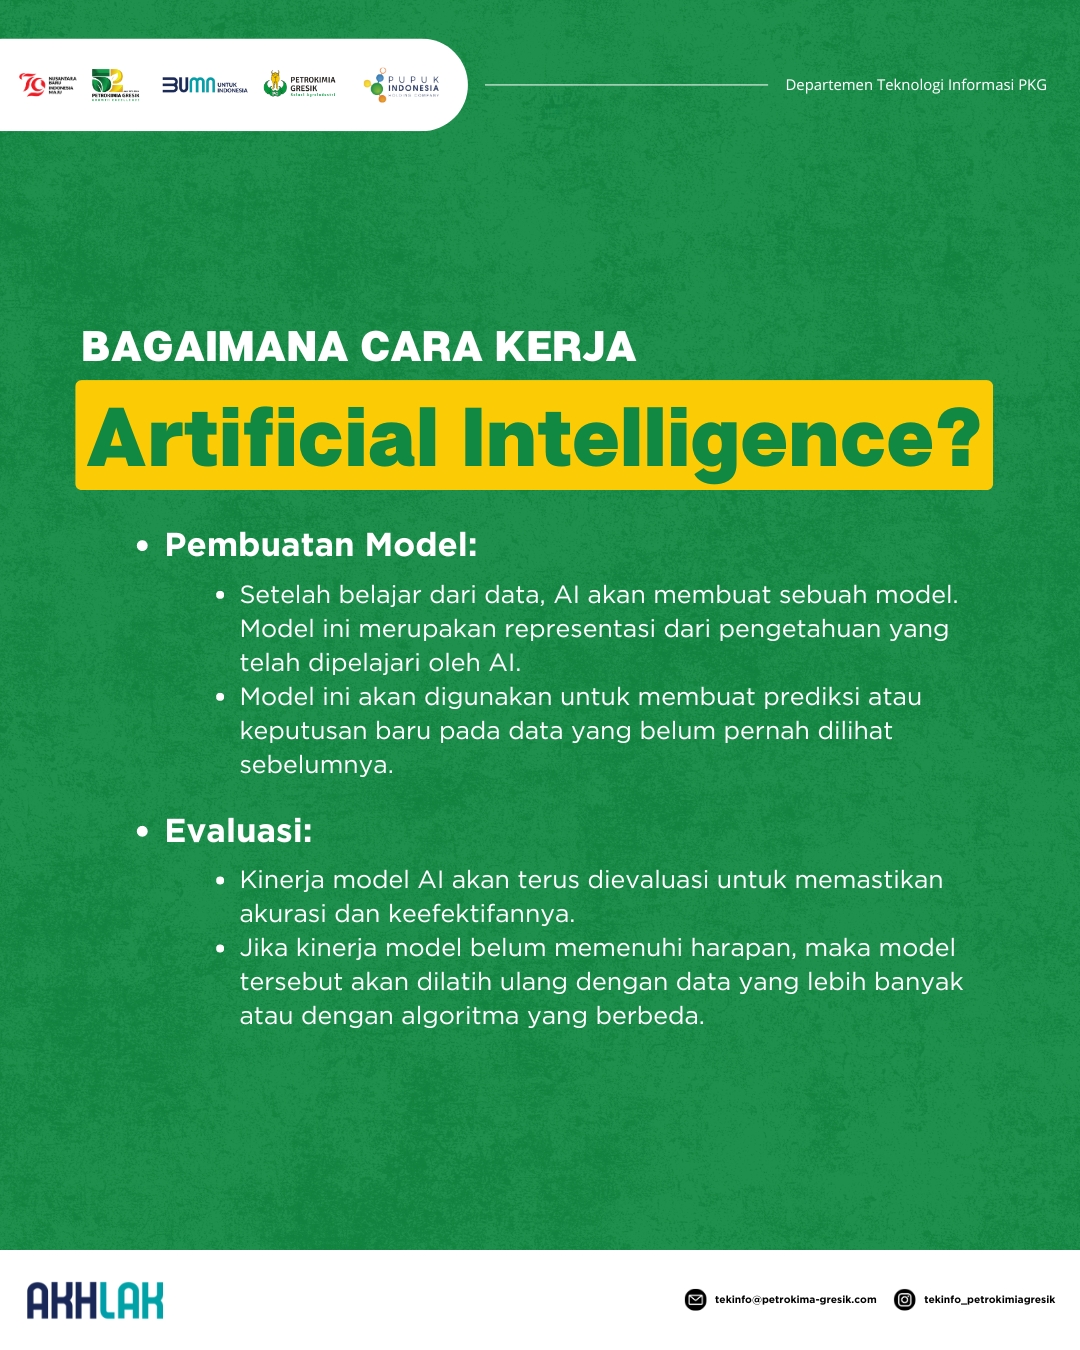 79 NUSANTARA BARU INDONESIA MAJU
52 PETROKIMIA GRESIK
BUMN UNTUK INDONESIA
PETROKIMIA GRESIK
Solusi Agroindustri
PUPUK INDONESIA
HOLDING COMPANY
Departemen Teknologi Informasi PKG
BAGAIMANA CARA KERJA
Artificial Intelligence?
• Pembuatan Model:
• Setelah belajar dari data, AI akan membuat sebuah model.
Model ini merupakan representasi dari pengetahuan yang
telah dipelajari oleh AI.
• Model ini akan digunakan untuk membuat prediksi atau
keputusan baru pada data yang belum pernah dilihat
sebelumnya.
• Evaluasi:
• Kinerja model AI akan terus dievaluasi untuk memastikan
akurasi dan keefektifannya.
• Jika kinerja model belum memenuhi harapan, maka model
tersebut akan dilatih ulang dengan data yang lebih banyak
atau dengan algoritma yang berbeda.
AKHLAK
tekinfo@petrokima-gresik.com
tekinfo_petrokimiagresik